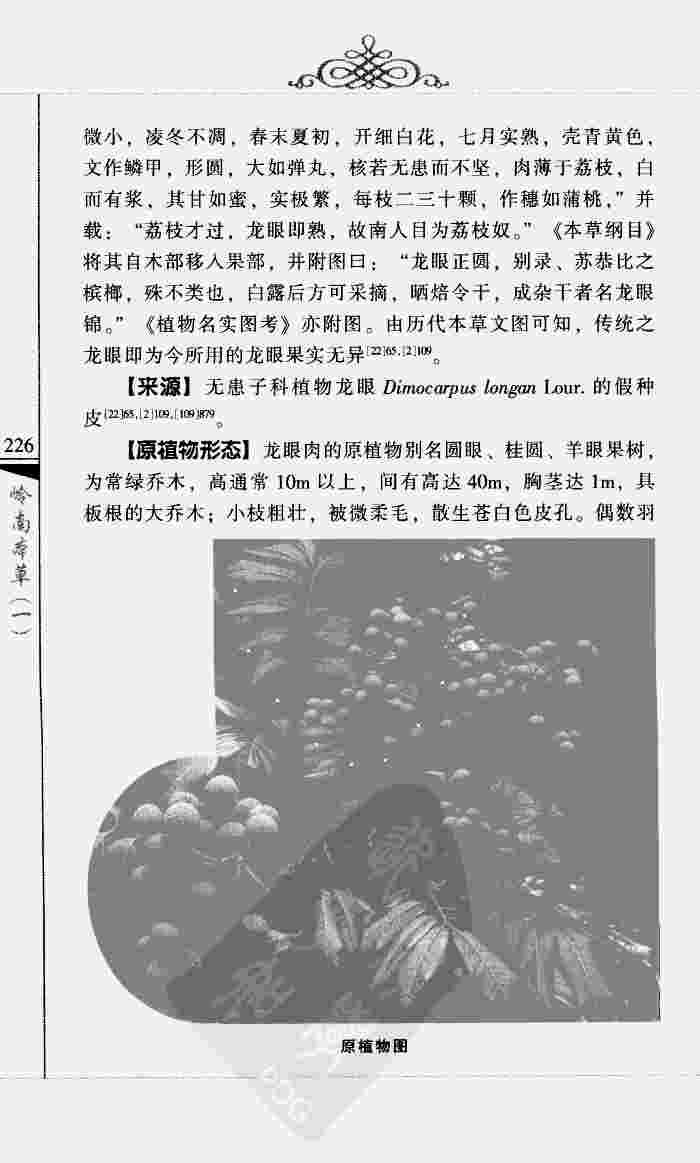 微小，凌冬不凋，春末夏初，开细白花，七月实熟，壳青黄色，
文作鳞甲，形圆，大如弹丸，核若无患而不坚，肉薄于荔枝，白
而有浆，其甘如蜜，实极繁，每枝二三十颗，作穗如蒲桃，”并
载：“荔枝才过，龙眼即熟，故南人目为荔枝奴。”《本草纲目》
将其自木部移入果部，并附图曰：“龙眼正圆，别录、苏恭比之
槟榔，殊不类也，白露后方可采摘，晒焙令干，成朵干者名龙眼
锦。”《植物名实图考》亦附图。由历代本草文图可知，传统之
龙眼即为今所用的龙眼果实无异[22]65,[2]109。
【来源】无患子科植物龙眼 Dimocarpus longan Lour. 的假种
皮[22]65,[2]109,[109]879。
【原植物形态】龙眼肉的原植物别名圆眼、桂圆、羊眼果树，
为常绿乔木，高通常 10m 以上，间有高达 40m，胸茎达 1m，具
板根的大乔木；小枝粗壮，被微柔毛，散生苍白色皮孔。偶数羽
226
岭南本草（一）
原植物图